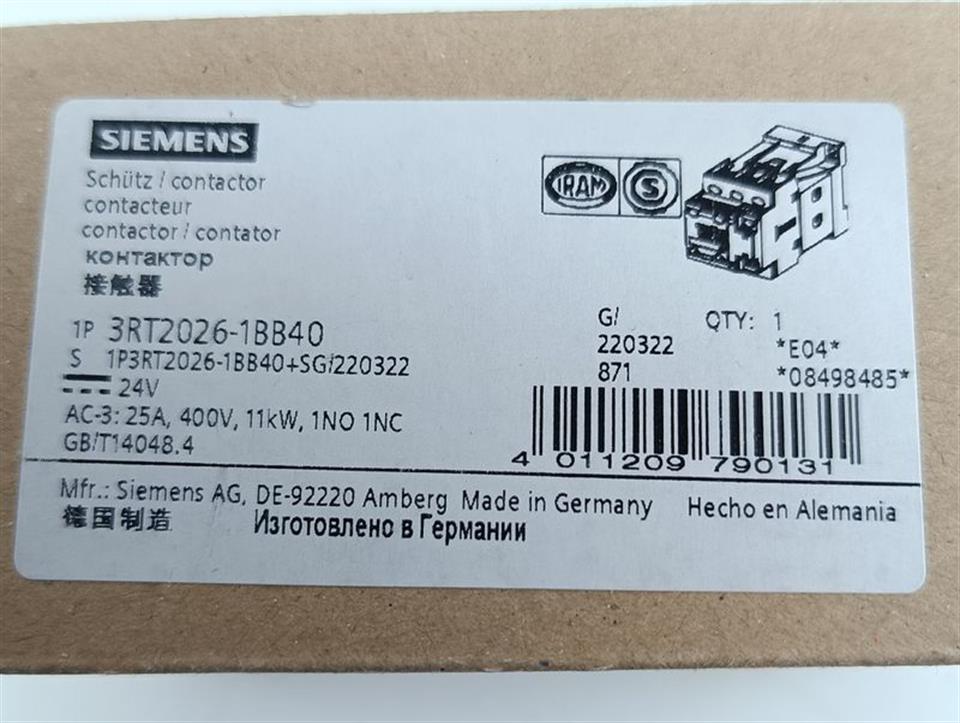 SIEMENS
Schütz / contactor
contacteur
contactor / contator
контактор
接触器
IRAM S
1P 3RT2026-1BB40
S 1P3RT2026-1BB40+SG/220322
24V
AC-3: 25A, 400V, 11kW, 1NO 1NC
GB/T14048.4
G/ QTY: 1
220322 *E04*
871 *08498485*
4 011209 790131
Mfr.: Siemens AG, DE-92220 Amberg Made in Germany Hecho en Alemania
德国制造 Изготовлено в Германии